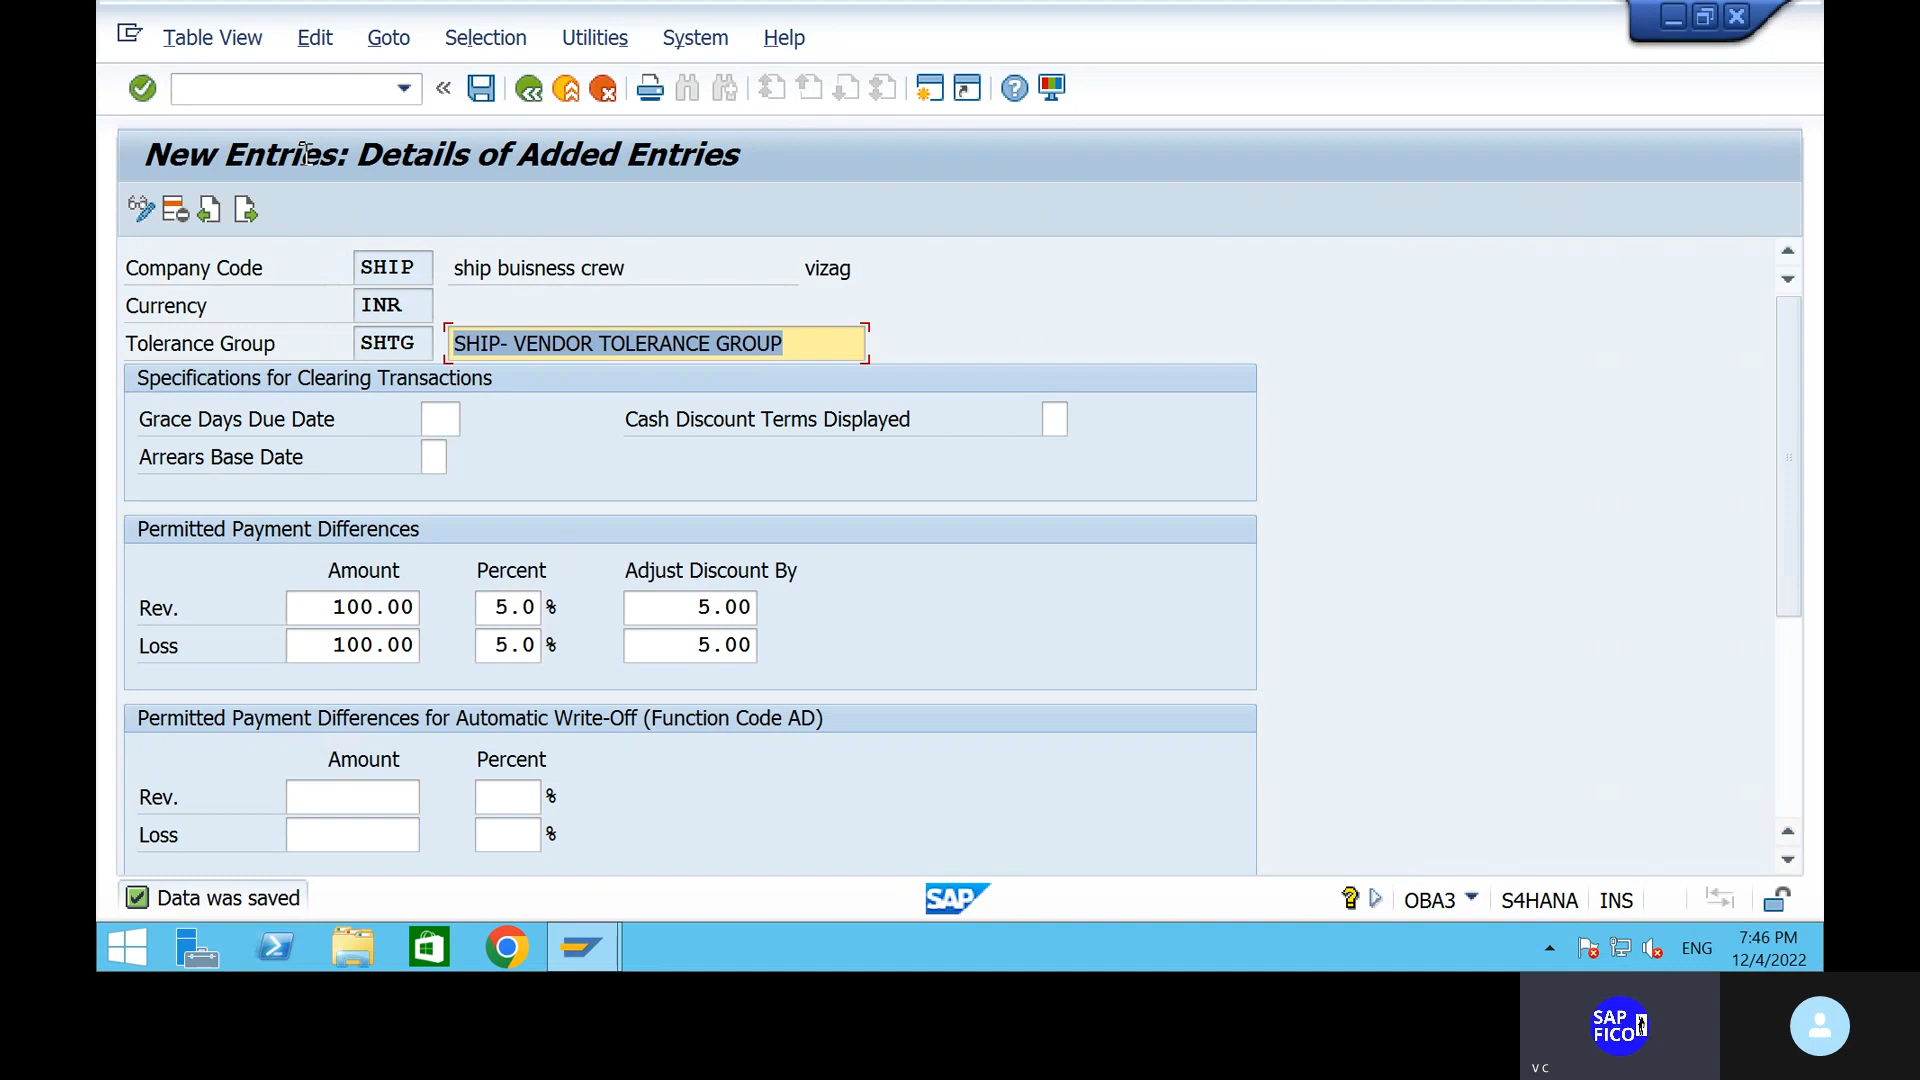 Table View Edit Goto Selection Utilities System Help
New Entries: Details of Added Entries
Company Code SHIP ship buisness crew vizag
Currency INR
Tolerance Group SHTG SHIP- VENDOR TOLERANCE GROUP
Specifications for Clearing Transactions
Grace Days Due Date Cash Discount Terms Displayed
Arrears Base Date
Permitted Payment Differences
Amount Percent Adjust Discount By
Rev. 100.00 5.0 % 5.00
Loss 100.00 5.0 % 5.00
Permitted Payment Differences for Automatic Write-Off (Function Code AD)
Amount Percent
Rev. %
Loss %
Data was saved SAP OBA3 S4HANA INS
ENG 7:46 PM
12/4/2022
SAP
FICO
v c